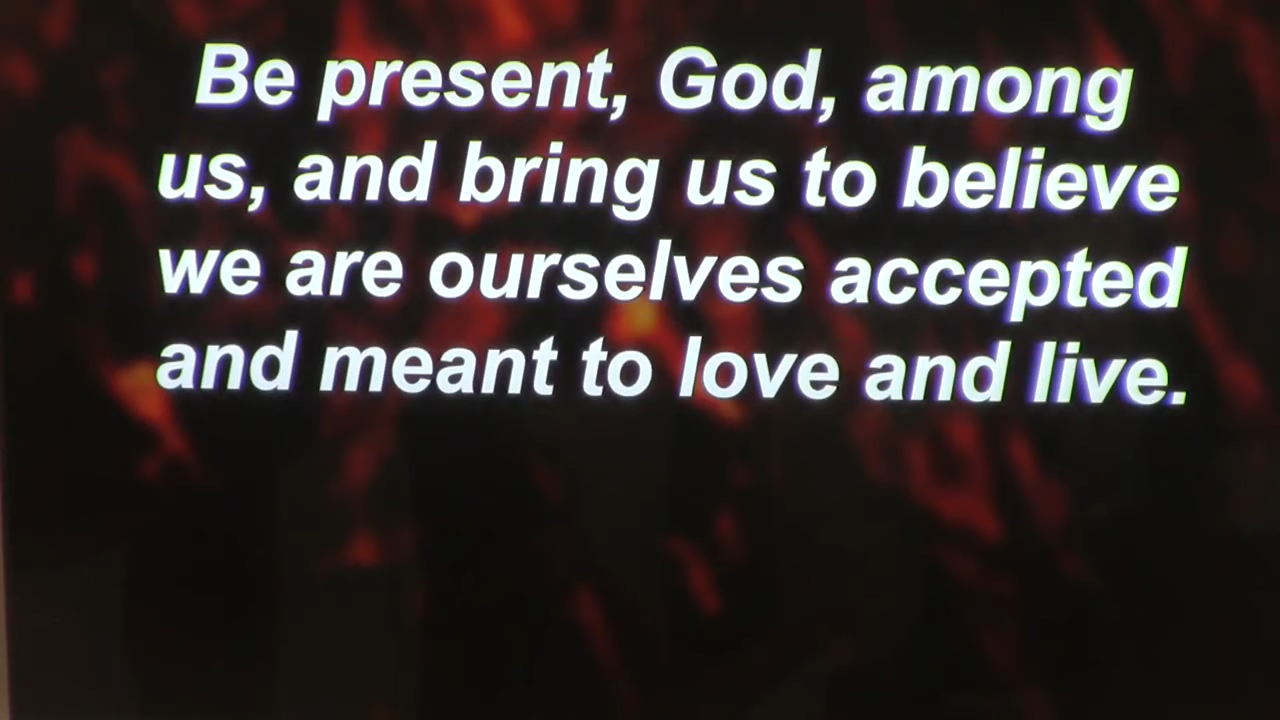 Be present, God, among
us, and bring us to believe
we are ourselves accepted
and meant to love and live.